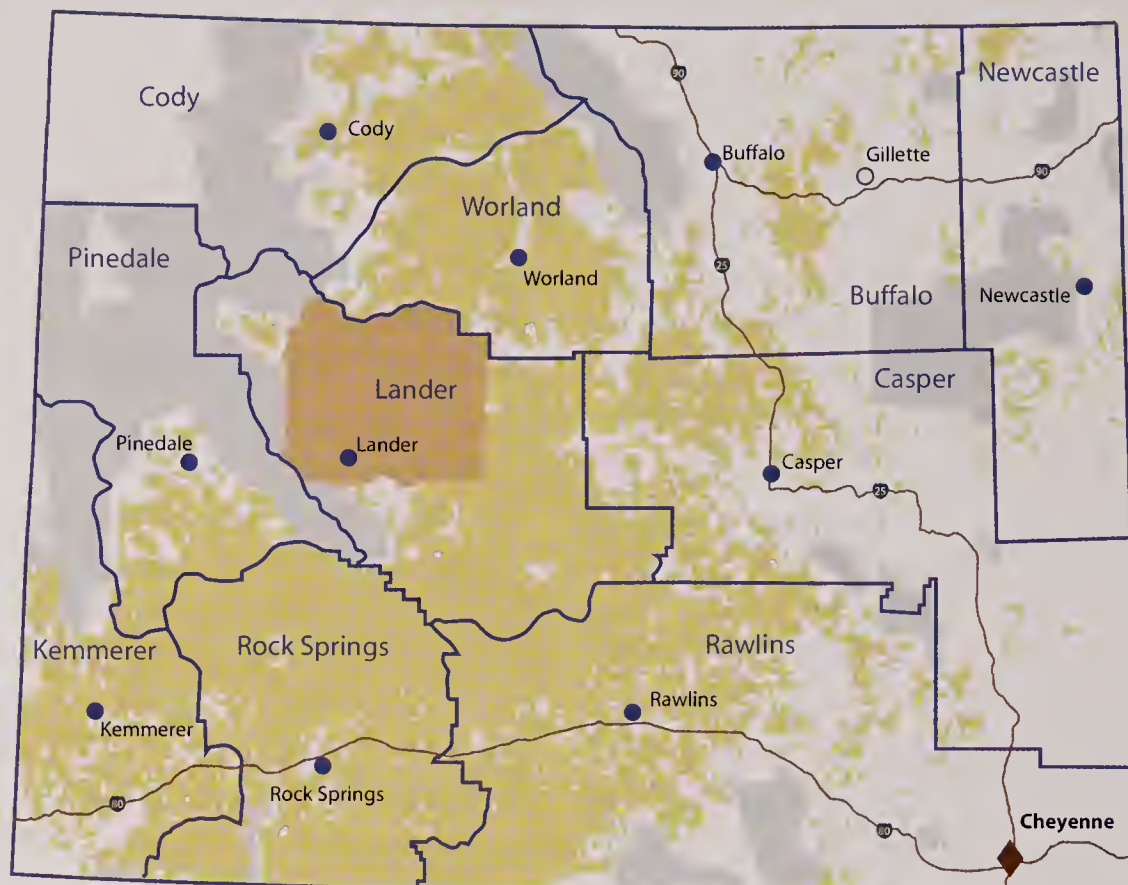 Cody
Cody
90
Newcastle
Buffalo
Gillette
90
Worland
Pinedale
Worland
25
Buffalo
Newcastle
Lander
Casper
Pinedale
Lander
Casper
25
Kemmerer
Rock Springs
Rawlins
Kemmerer
Rawlins
Rock Springs
80
80
Cheyenne